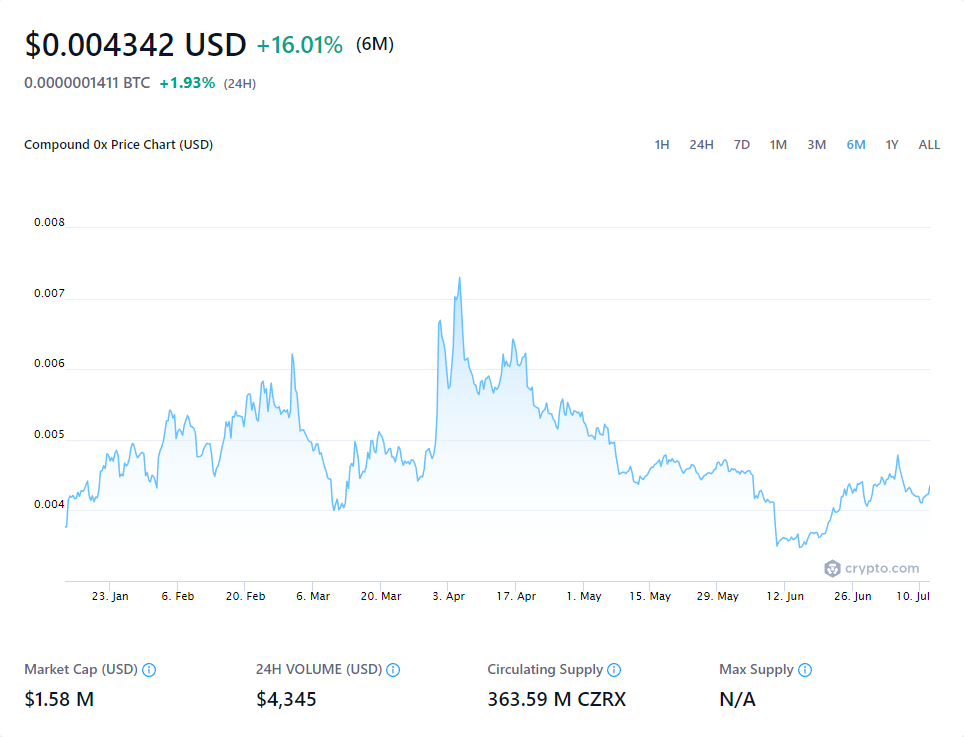 $0.004342 USD +16.01% (6M)
0.0000001411 BTC +1.93% (24H)
Compound 0x Price Chart (USD) 1H 24H 7D 1M 3M 6M 1Y ALL
0.008
0.007
0.006
0.005
0.004
crypto.com
23. Jan 6. Feb 20. Feb 6. Mar 20. Mar 3. Apr 17. Apr 1. May 15. May 29. May 12. Jun 26. Jun 10. Jul
Market Cap (USD) 24H VOLUME (USD) Circulating Supply Max Supply
$1.58 M $4,345 363.59 M CZRX N/A